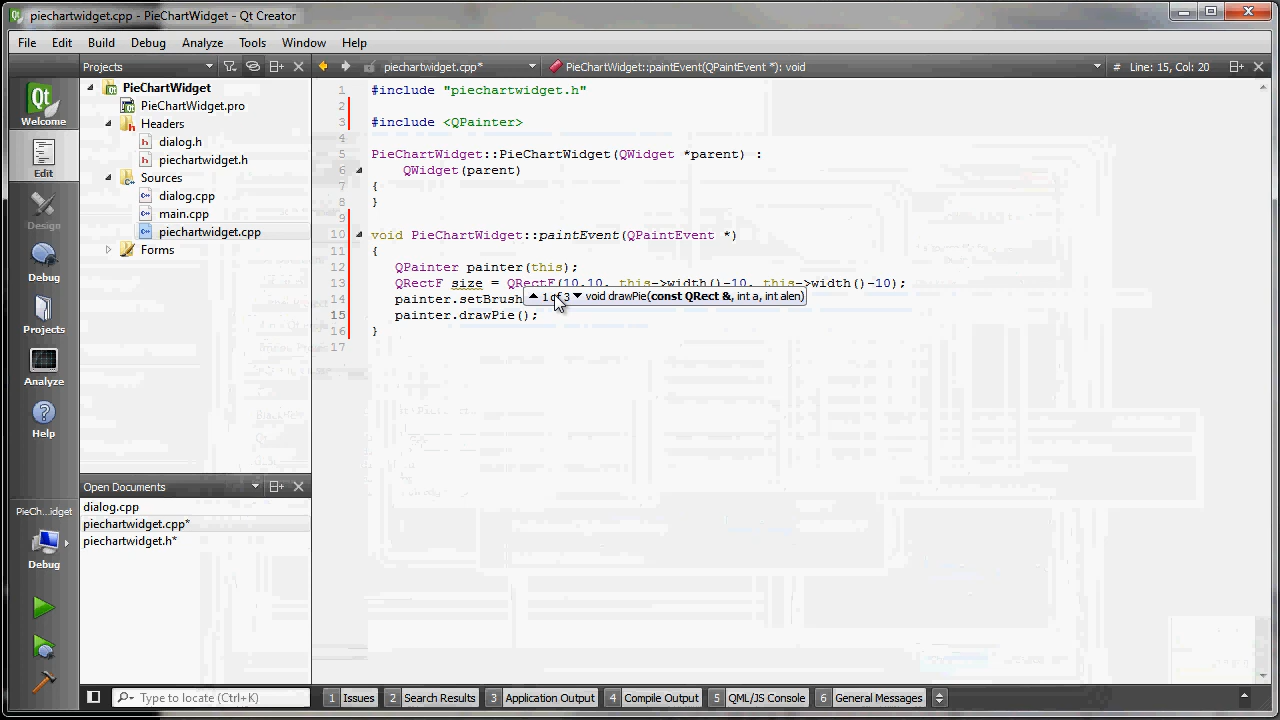 piechartwidget.cpp - PieChartWidget - Qt Creator
File Edit Build Debug Analyze Tools Window Help
Projects
piechartwidget.cpp*
PieChartWidget::paintEvent(QPaintEvent *): void
# Line: 15, Col: 20
Qt
Welcome
Edit
Design
Debug
Projects
Analyze
Help
PieCh...idget
Debug
PieChartWidget
PieChartWidget.pro
Headers
dialog.h
piechartwidget.h
Sources
dialog.cpp
main.cpp
piechartwidget.cpp
Forms
Open Documents
dialog.cpp
piechartwidget.cpp*
piechartwidget.h*
1 #include "piechartwidget.h"
2
3 #include <QPainter>
4
5 PieChartWidget::PieChartWidget(QWidget *parent) :
6 QWidget(parent)
7 {
8 }
9
10 void PieChartWidget::paintEvent(QPaintEvent *)
11 {
12 QPainter painter(this);
13 QRectF size = QRectF(10,10, this->width()-10, this->width()-10);
14 painter.setBrush
1 of 3 void drawPie(const QRect &, int a, int alen)
15 painter.drawPie();
16 }
17
Type to locate (Ctrl+K)
1 Issues 2 Search Results 3 Application Output 4 Compile Output 5 QML/JS Console 6 General Messages